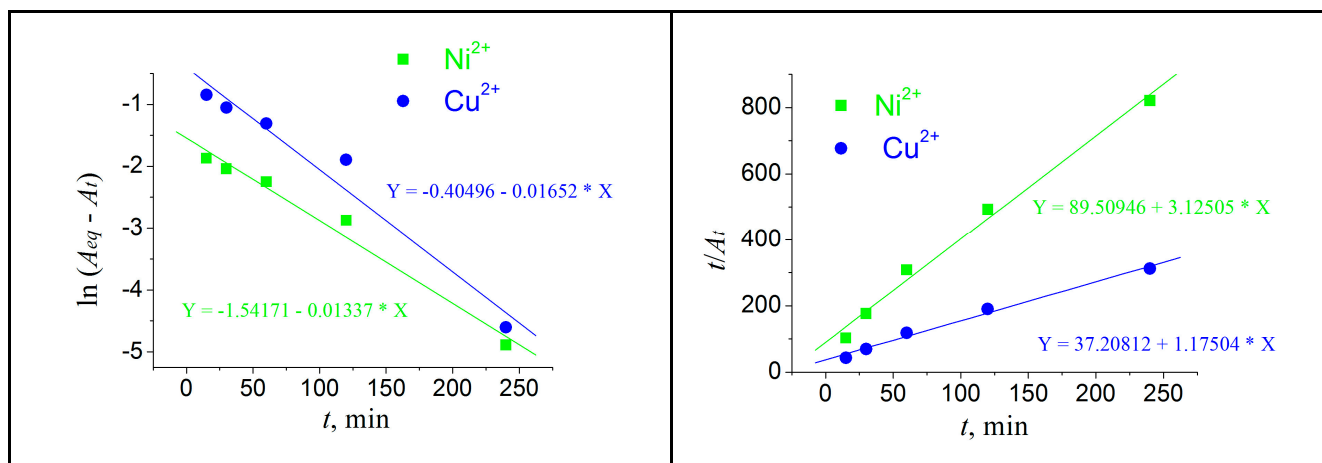 Ni²⁺
Cu²⁺
ln (Aeq - At)
-1
-2
-3
-4
-5
Y = -0.40496 - 0.01652 * X
Y = -1.54171 - 0.01337 * X
0 50 100 150 200 250
t, min
Ni²⁺
Cu²⁺
t/At
800
600
400
200
0
Y = 89.50946 + 3.12505 * X
Y = 37.20812 + 1.17504 * X
0 50 100 150 200 250
t, min